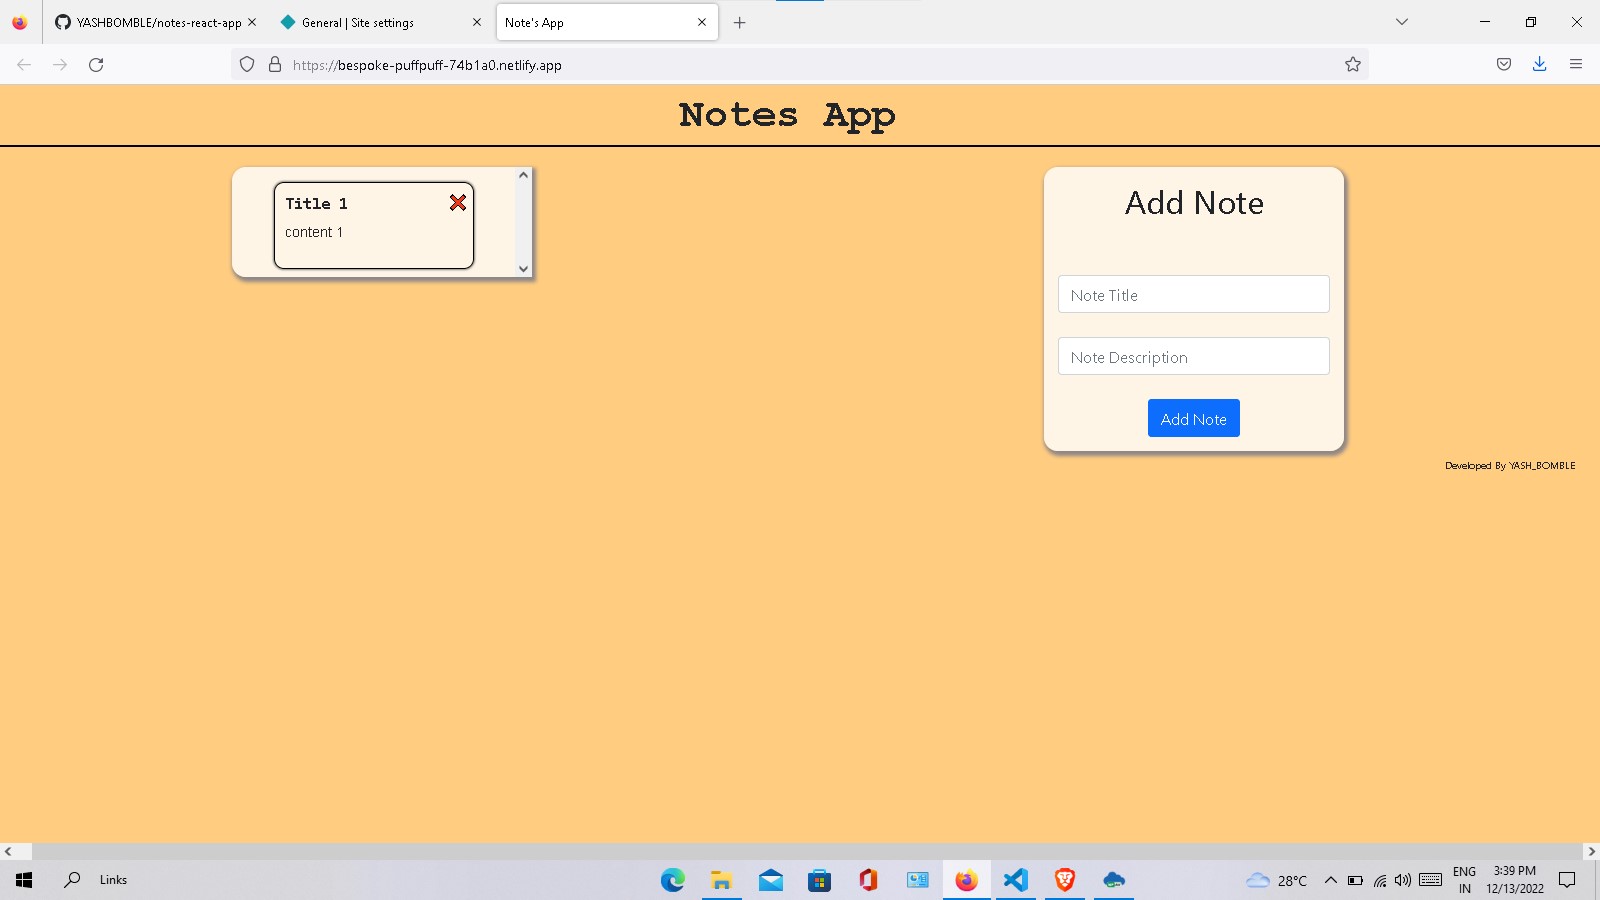 YASHBOMBLE/notes-react-app
General | Site settings
Note's App
https://bespoke-puffpuff-74b1a0.netlify.app
Notes App
Title 1
content 1
Add Note
Note Title
Note Description
Add Note
Developed By YASH_BOMBLE
Links
28°C
ENG
IN
3:39 PM
12/13/2022